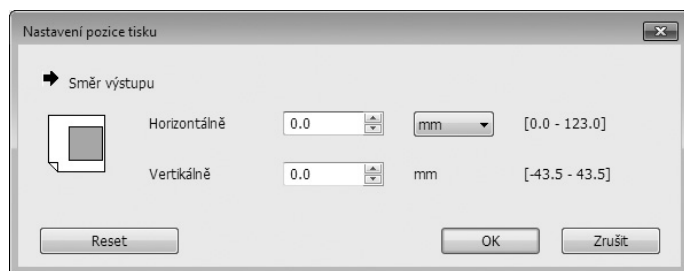 Nastavení pozice tisku
Směr výstupu
Horizontálně 0.0 mm [0.0 - 123.0]
Vertikálně 0.0 mm [-43.5 - 43.5]
Reset OK Zrušit